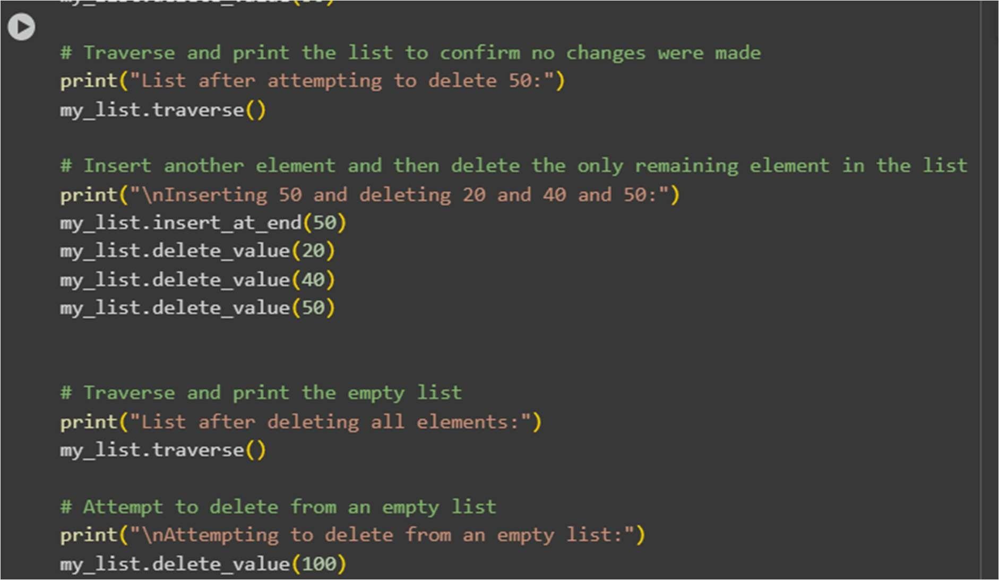 # Traverse and print the list to confirm no changes were made
print("List after attempting to delete 50:")
my_list.traverse()
# Insert another element and then delete the only remaining element in the list
print("\nInserting 50 and deleting 20 and 40 and 50:")
my_list.insert_at_end(50)
my_list.delete_value(20)
my_list.delete_value(40)
my_list.delete_value(50)
# Traverse and print the empty list
print("List after deleting all elements:")
my_list.traverse()
# Attempt to delete from an empty list
print("\nAttempting to delete from an empty list:")
my_list.delete_value(100)